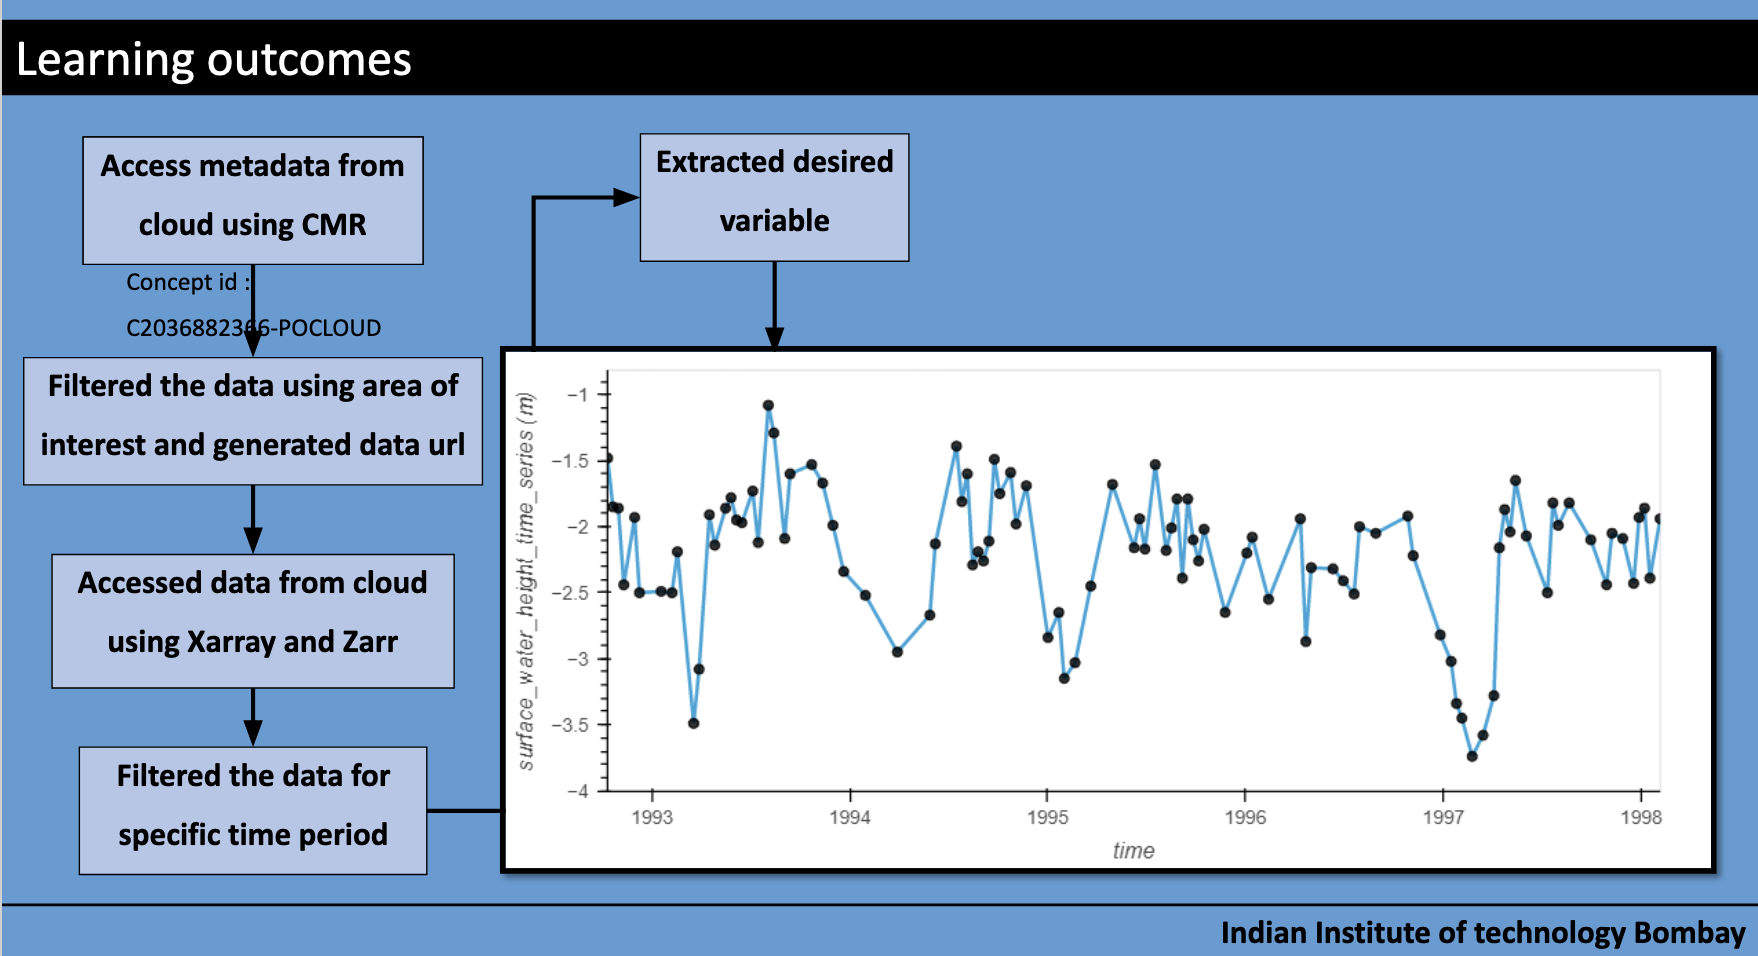 Learning outcomes
Access metadata from
cloud using CMR
Concept id :
C2036882366-POCLOUD
Filtered the data using area of
interest and generated data url
Accessed data from cloud
using Xarray and Zarr
Filtered the data for
specific time period
Extracted desired
variable
surface_water_height_time_series (m)
−1
−1.5
−2
−2.5
−3
−3.5
−4
1993 1994 1995 1996 1997 1998
time
Indian Institute of technology Bombay